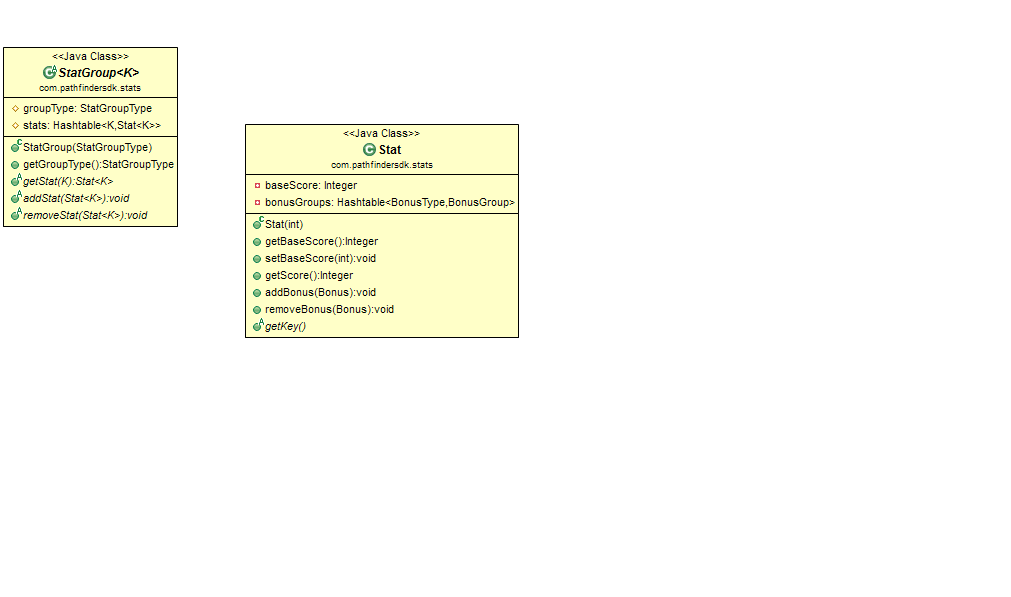 <<Java Class>>
StatGroup<K>
com.pathfindersdk.stats
groupType: StatGroupType
stats: Hashtable<K,Stat<K>>
StatGroup(StatGroupType)
getGroupType():StatGroupType
getStat(K):Stat<K>
addStat(Stat<K>):void
removeStat(Stat<K>):void
<<Java Class>>
Stat
com.pathfindersdk.stats
baseScore: Integer
bonusGroups: Hashtable<BonusType,BonusGroup>
Stat(int)
getBaseScore():Integer
setBaseScore(int):void
getScore():Integer
addBonus(Bonus):void
removeBonus(Bonus):void
getKey()